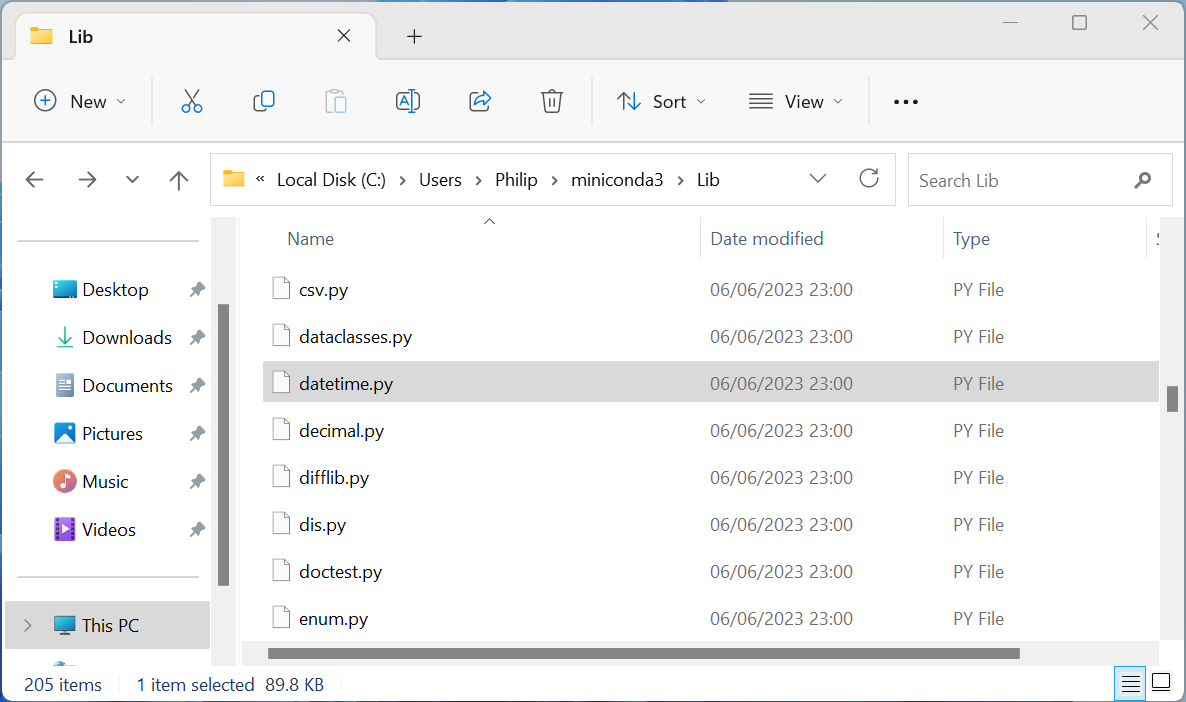 Lib
New Sort View
« Local Disk (C:) > Users > Philip > miniconda3 > Lib Search Lib
Name Date modified Type
Desktop
Downloads
Documents
Pictures
Music
Videos
This PC
csv.py 06/06/2023 23:00 PY File
dataclasses.py 06/06/2023 23:00 PY File
datetime.py 06/06/2023 23:00 PY File
decimal.py 06/06/2023 23:00 PY File
difflib.py 06/06/2023 23:00 PY File
dis.py 06/06/2023 23:00 PY File
doctest.py 06/06/2023 23:00 PY File
enum.py 06/06/2023 23:00 PY File
205 items 1 item selected 89.8 KB